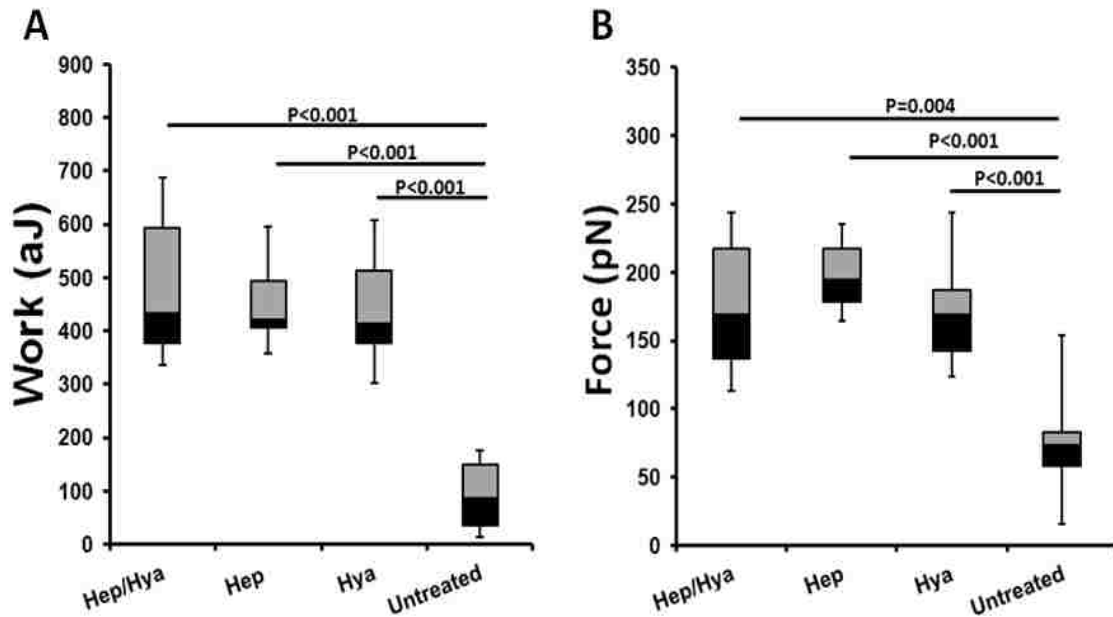 A
Work (aJ)
900
800
700
600
500
400
300
200
100
0
P<0.001
P<0.001
P<0.001
Hep/Hya
Hep
Hya
Untreated
B
Force (pN)
350
300
250
200
150
100
50
0
P=0.004
P<0.001
P<0.001
Hep/Hya
Hep
Hya
Untreated